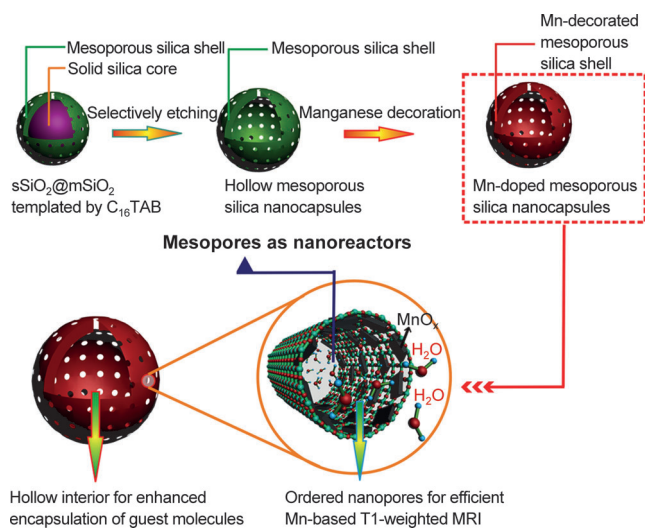 Mesoporous silica shell
Solid silica core
Mesoporous silica shell
Mn-decorated
mesoporous
silica shell
Selectively etching
Manganese decoration
sSiO₂@mSiO₂
templated by C₁₆TAB
Hollow mesoporous
silica nanocapsules
Mn-doped mesoporous
silica nanocapsules
Mesopores as nanoreactors
MnOₓ
H₂O
H₂O
Hollow interior for enhanced
encapsulation of guest molecules
Ordered nanopores for efficient
Mn-based T1-weighted MRI